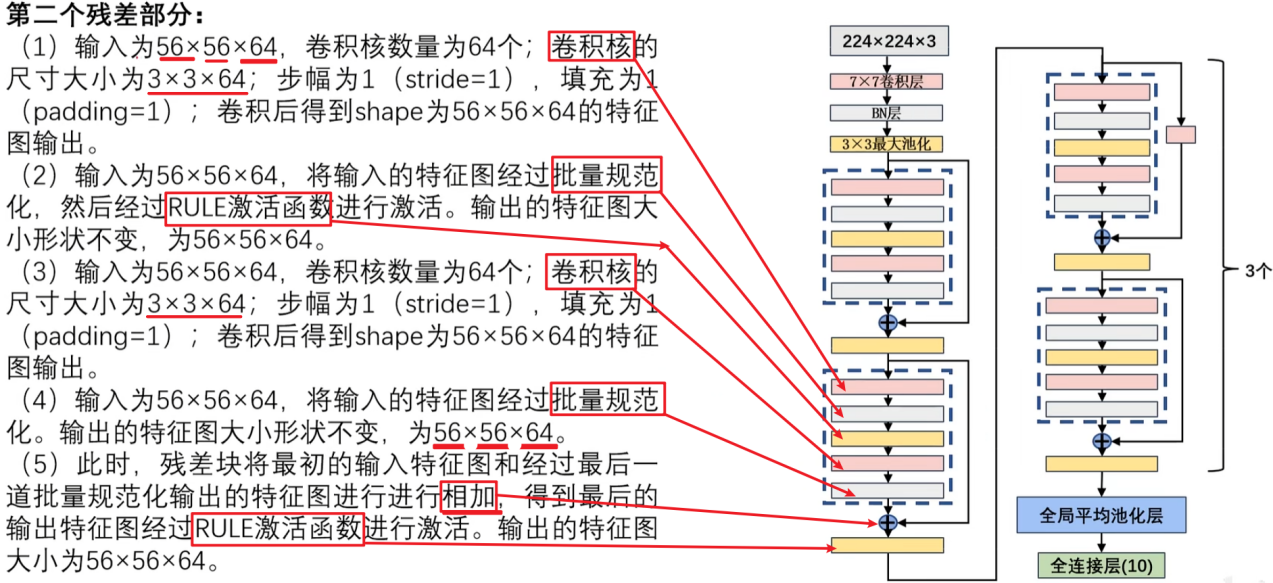 第二个残差部分：
（1）输入为56×56×64，卷积核数量为64个；卷积核的
尺寸大小为3×3×64；步幅为1（stride=1），填充为1
（padding=1）；卷积后得到shape为56×56×64的特征
图输出。
（2）输入为56×56×64，将输入的特征图经过批量规范
化，然后经过RULE激活函数进行激活。输出的特征图大
小形状不变，为56×56×64。
（3）输入为56×56×64，卷积核数量为64个；卷积核的
尺寸大小为3×3×64；步幅为1（stride=1），填充为1
（padding=1）；卷积后得到shape为56×56×64的特征
图输出。
（4）输入为56×56×64，将输入的特征图经过批量规范
化。输出的特征图大小形状不变，为56×56×64。
（5）此时，残差块将最初的输入特征图和经过最后一
道批量规范化输出的特征图进行进行相加，得到最后的
输出特征图经过RULE激活函数进行激活。输出的特征图
大小为56×56×64。
224×224×3
7×7卷积层
BN层
3×3最大池化
3个
全局平均池化层
全连接层(10)